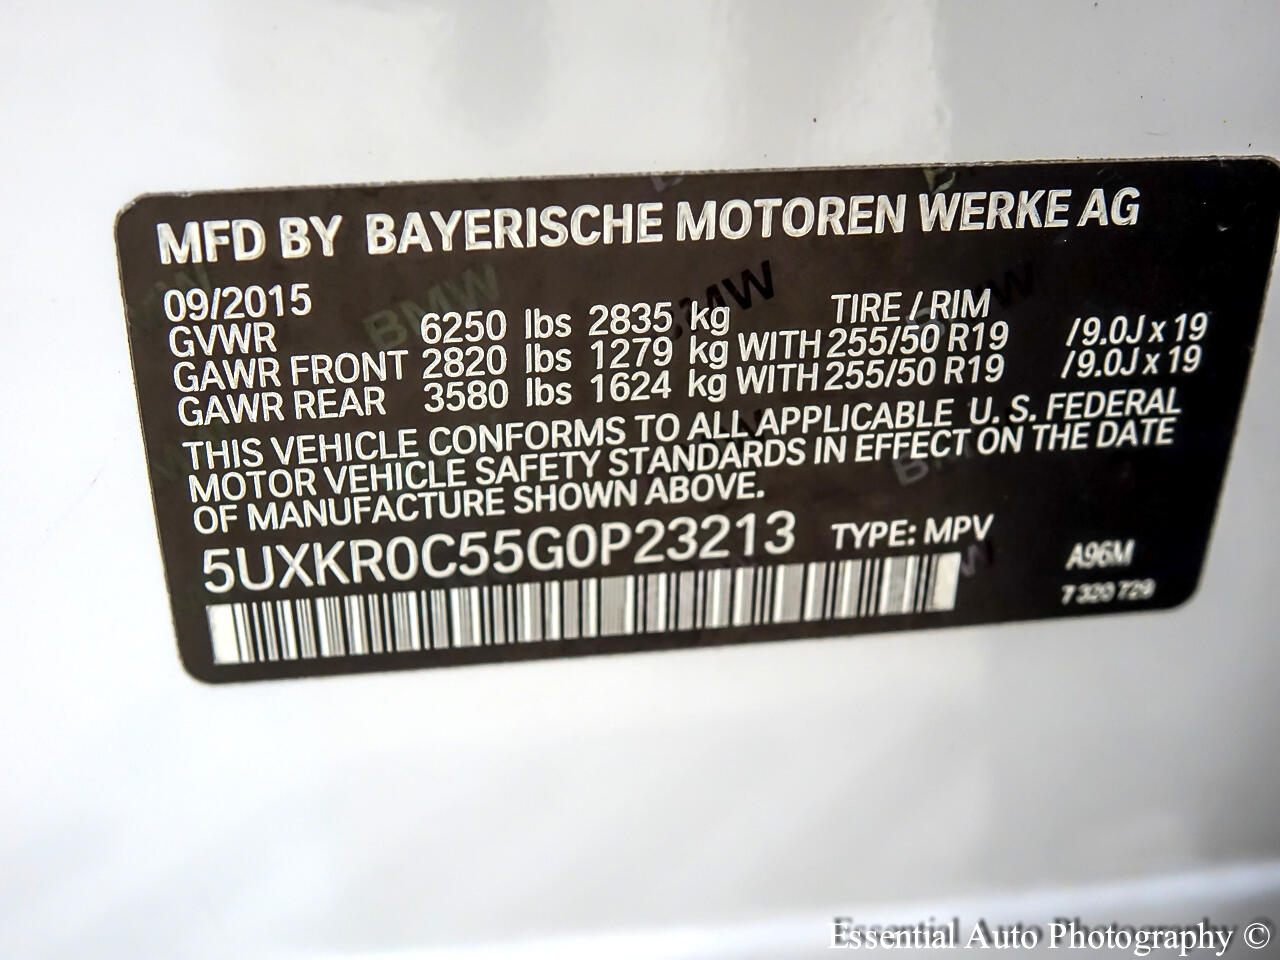 MFD BY BAYERISCHE MOTOREN WERKE AG
09/2015 TIRE / RIM
GVWR 6250 lbs 2835 kg
GAWR FRONT 2820 lbs 1279 kg WITH 255/50 R19 /9.0J x 19
GAWR REAR 3580 lbs 1624 kg WITH 255/50 R19 /9.0J x 19
THIS VEHICLE CONFORMS TO ALL APPLICABLE U. S. FEDERAL
MOTOR VEHICLE SAFETY STANDARDS IN EFFECT ON THE DATE
OF MANUFACTURE SHOWN ABOVE.
5UXKR0C55G0P23213 TYPE: MPV
A96M
7 320 729
Essential Auto Photography ©